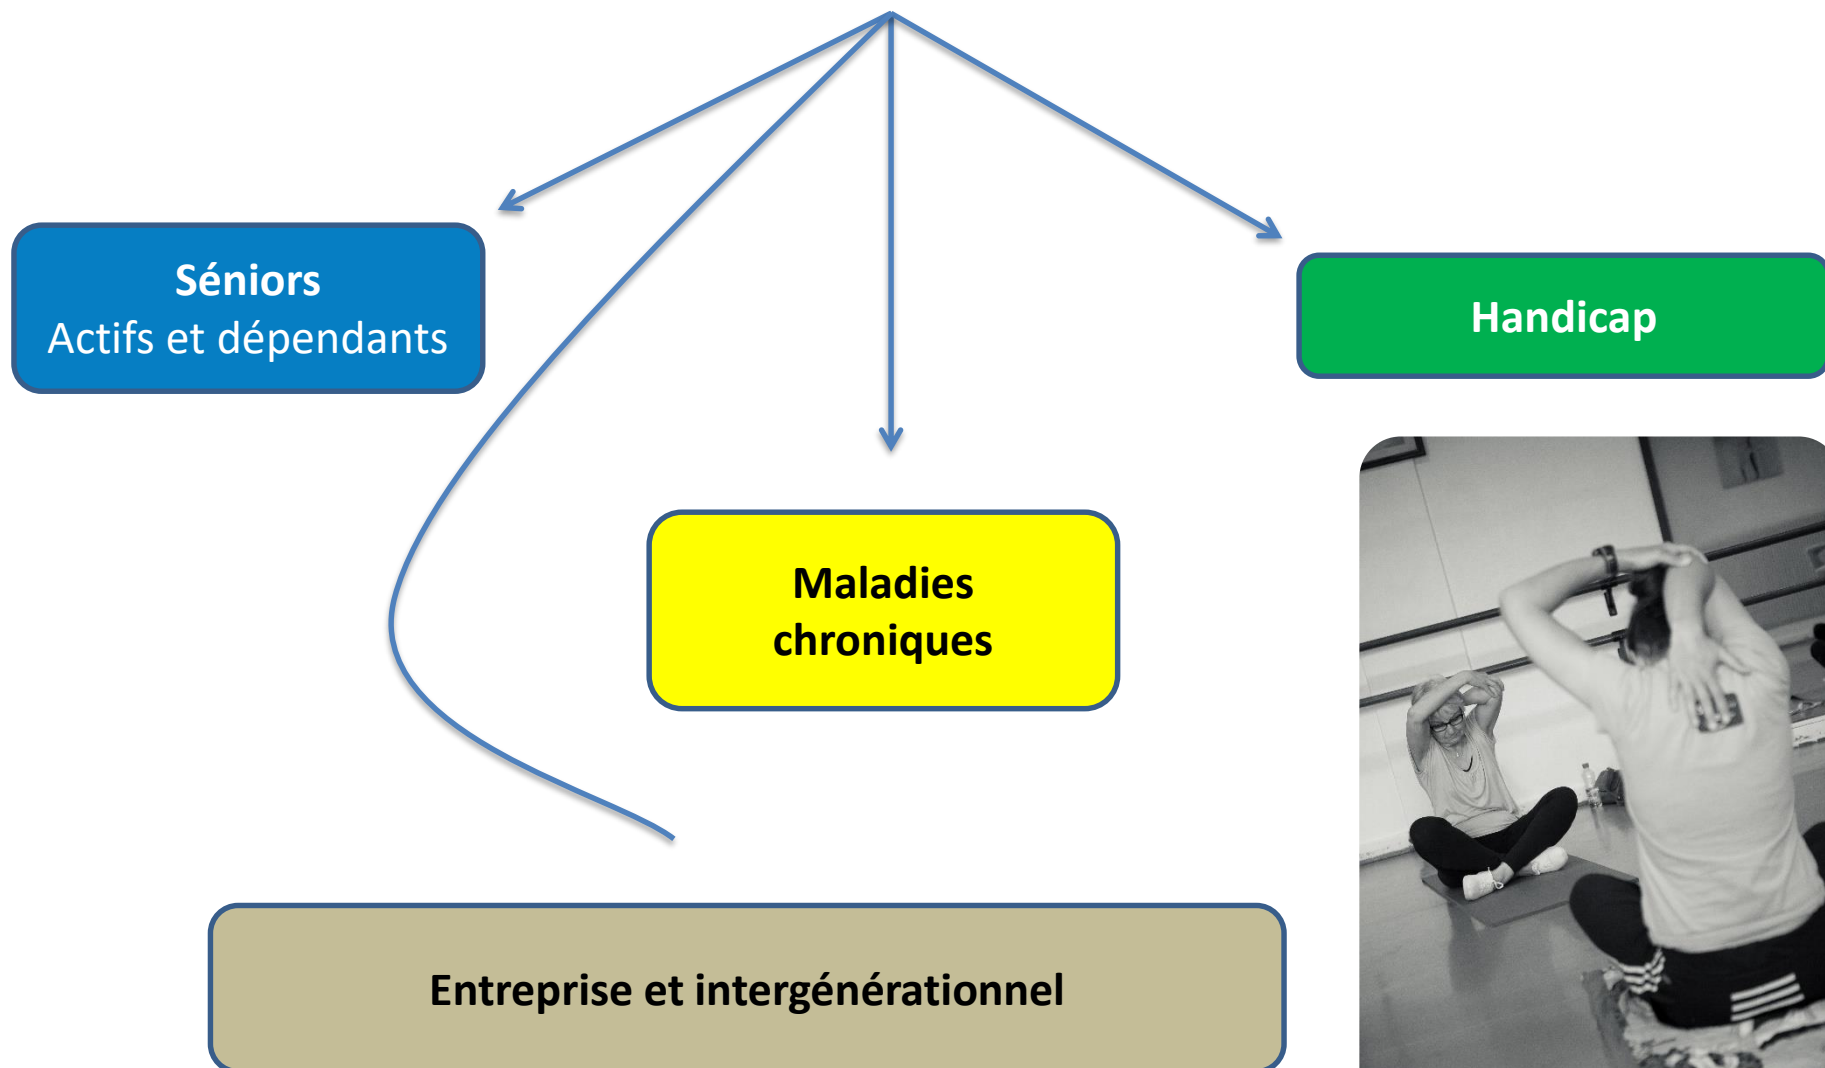 Séniors
Actifs et dépendants
Handicap
Maladies
chroniques
Entreprise et intergénérationnel